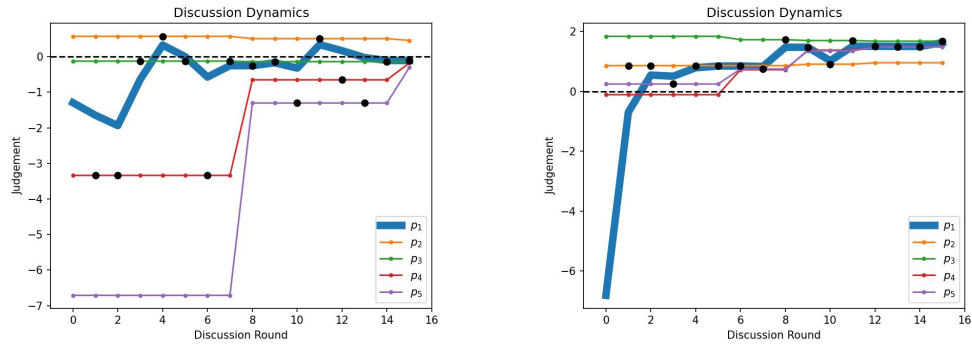 Discussion Dynamics
Judgement
0
−1
−2
−3
−4
−5
−6
−7
0 2 4 6 8 10 12 14 16
Discussion Round
p₁
p₂
p₃
p₄
p₅
Discussion Dynamics
Judgement
2
0
−2
−4
−6
0 2 4 6 8 10 12 14 16
Discussion Round
p₁
p₂
p₃
p₄
p₅